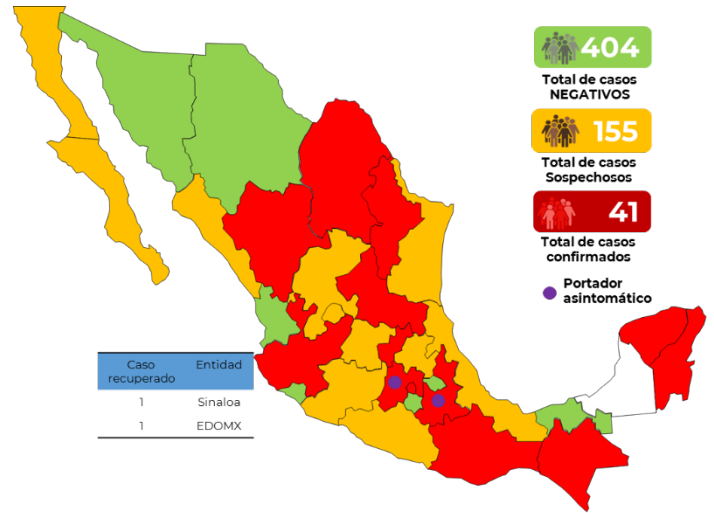 404
Total de casos
NEGATIVOS
155
Total de casos
Sospechosos
41
Total de casos
confirmados
Portador
asintomático
Caso recuperado Entidad
1 Sinaloa
1 EDOMX